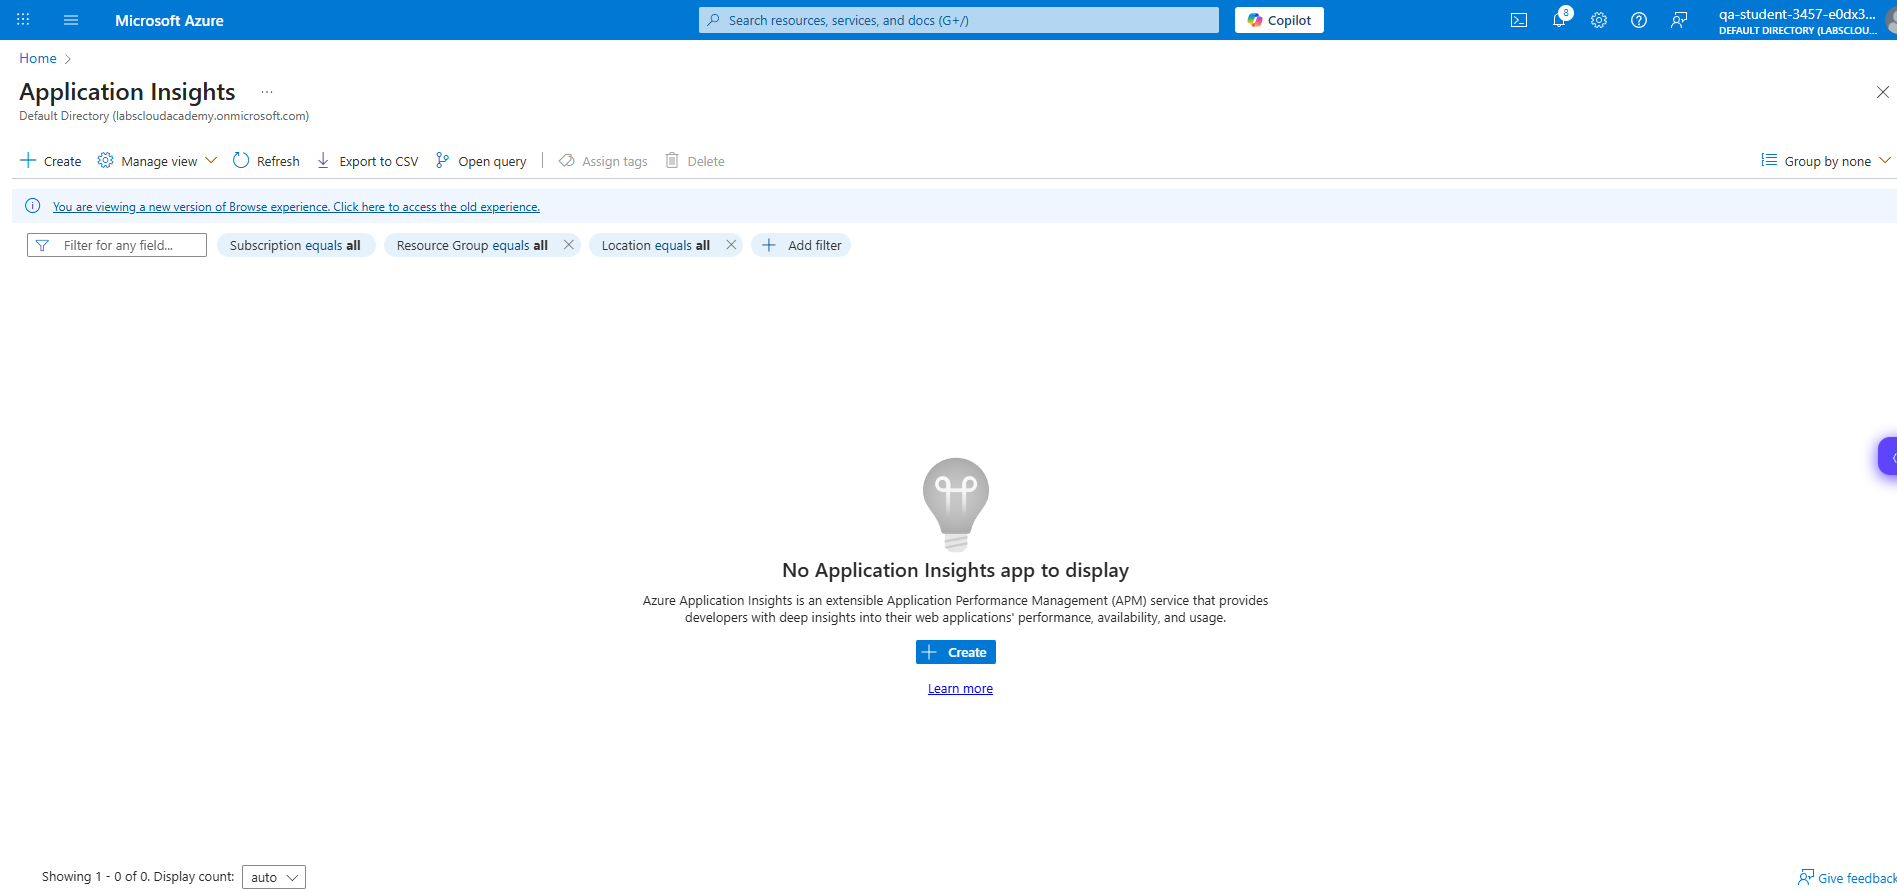 Microsoft Azure
Search resources, services, and docs (G+/)
Copilot
8
qa-student-3457-e0dx3...
DEFAULT DIRECTORY (LABSCLOU...
Home
Application Insights ...
Default Directory (labscloudacademy.onmicrosoft.com)
Create Manage view Refresh Export to CSV Open query Assign tags Delete Group by none
You are viewing a new version of Browse experience. Click here to access the old experience.
Filter for any field... Subscription equals all Resource Group equals all Location equals all Add filter
No Application Insights app to display
Azure Application Insights is an extensible Application Performance Management (APM) service that provides
developers with deep insights into their web applications' performance, availability, and usage.
Create
Learn more
Showing 1 - 0 of 0. Display count: auto
Give feedback